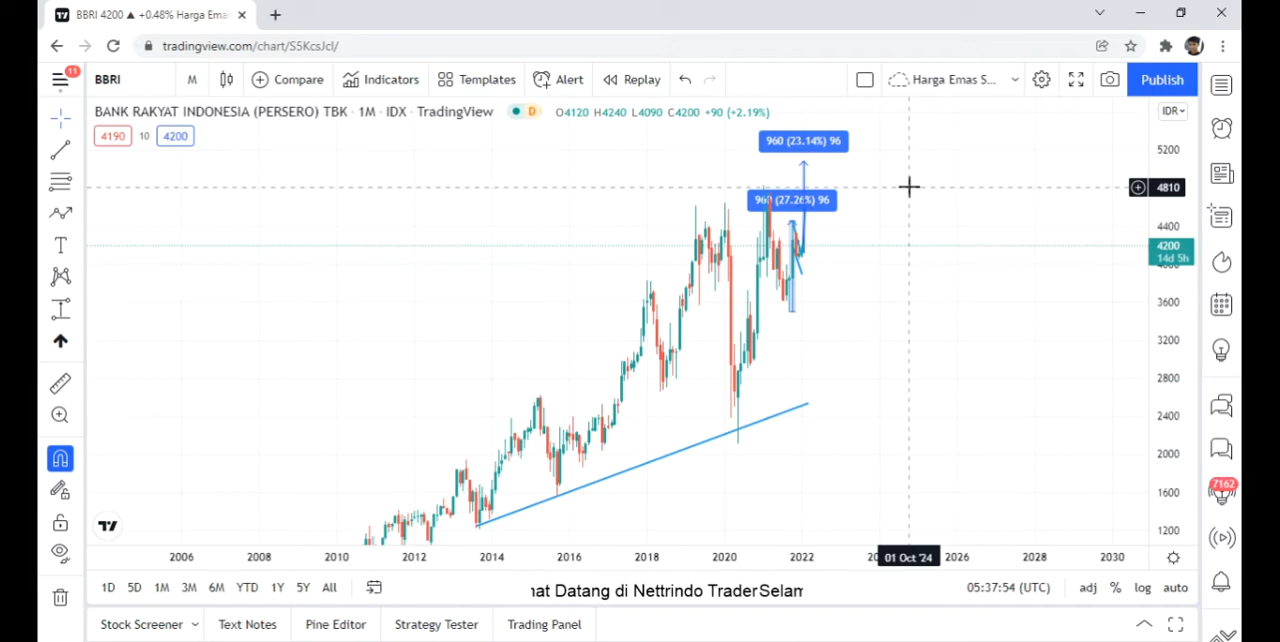 BBRI 4200 ▲ +0.48% Harga Emas
tradingview.com/chart/S5KcsJcl/
11
BBRI M Compare Indicators Templates Alert Replay Harga Emas S... Publish
BANK RAKYAT INDONESIA (PERSERO) TBK · 1M · IDX · TradingView D O4120 H4240 L4090 C4200 +90 (+2.19%) IDR
4190 10 4200
960 (23.14%) 96
5200
4810
960 (27.26%) 96
4400
4200
14d 5h
3600
3200
2800
2400
2000
1600
7162
1200
2006 2008 2010 2012 2014 2016 2018 2020 2022 01 Oct '24 2026 2028 2030
1D 5D 1M 3M 6M YTD 1Y 5Y All Datang di Nettrindo TraderSelam 05:37:54 (UTC) adj % log auto
Stock Screener Text Notes Pine Editor Strategy Tester Trading Panel